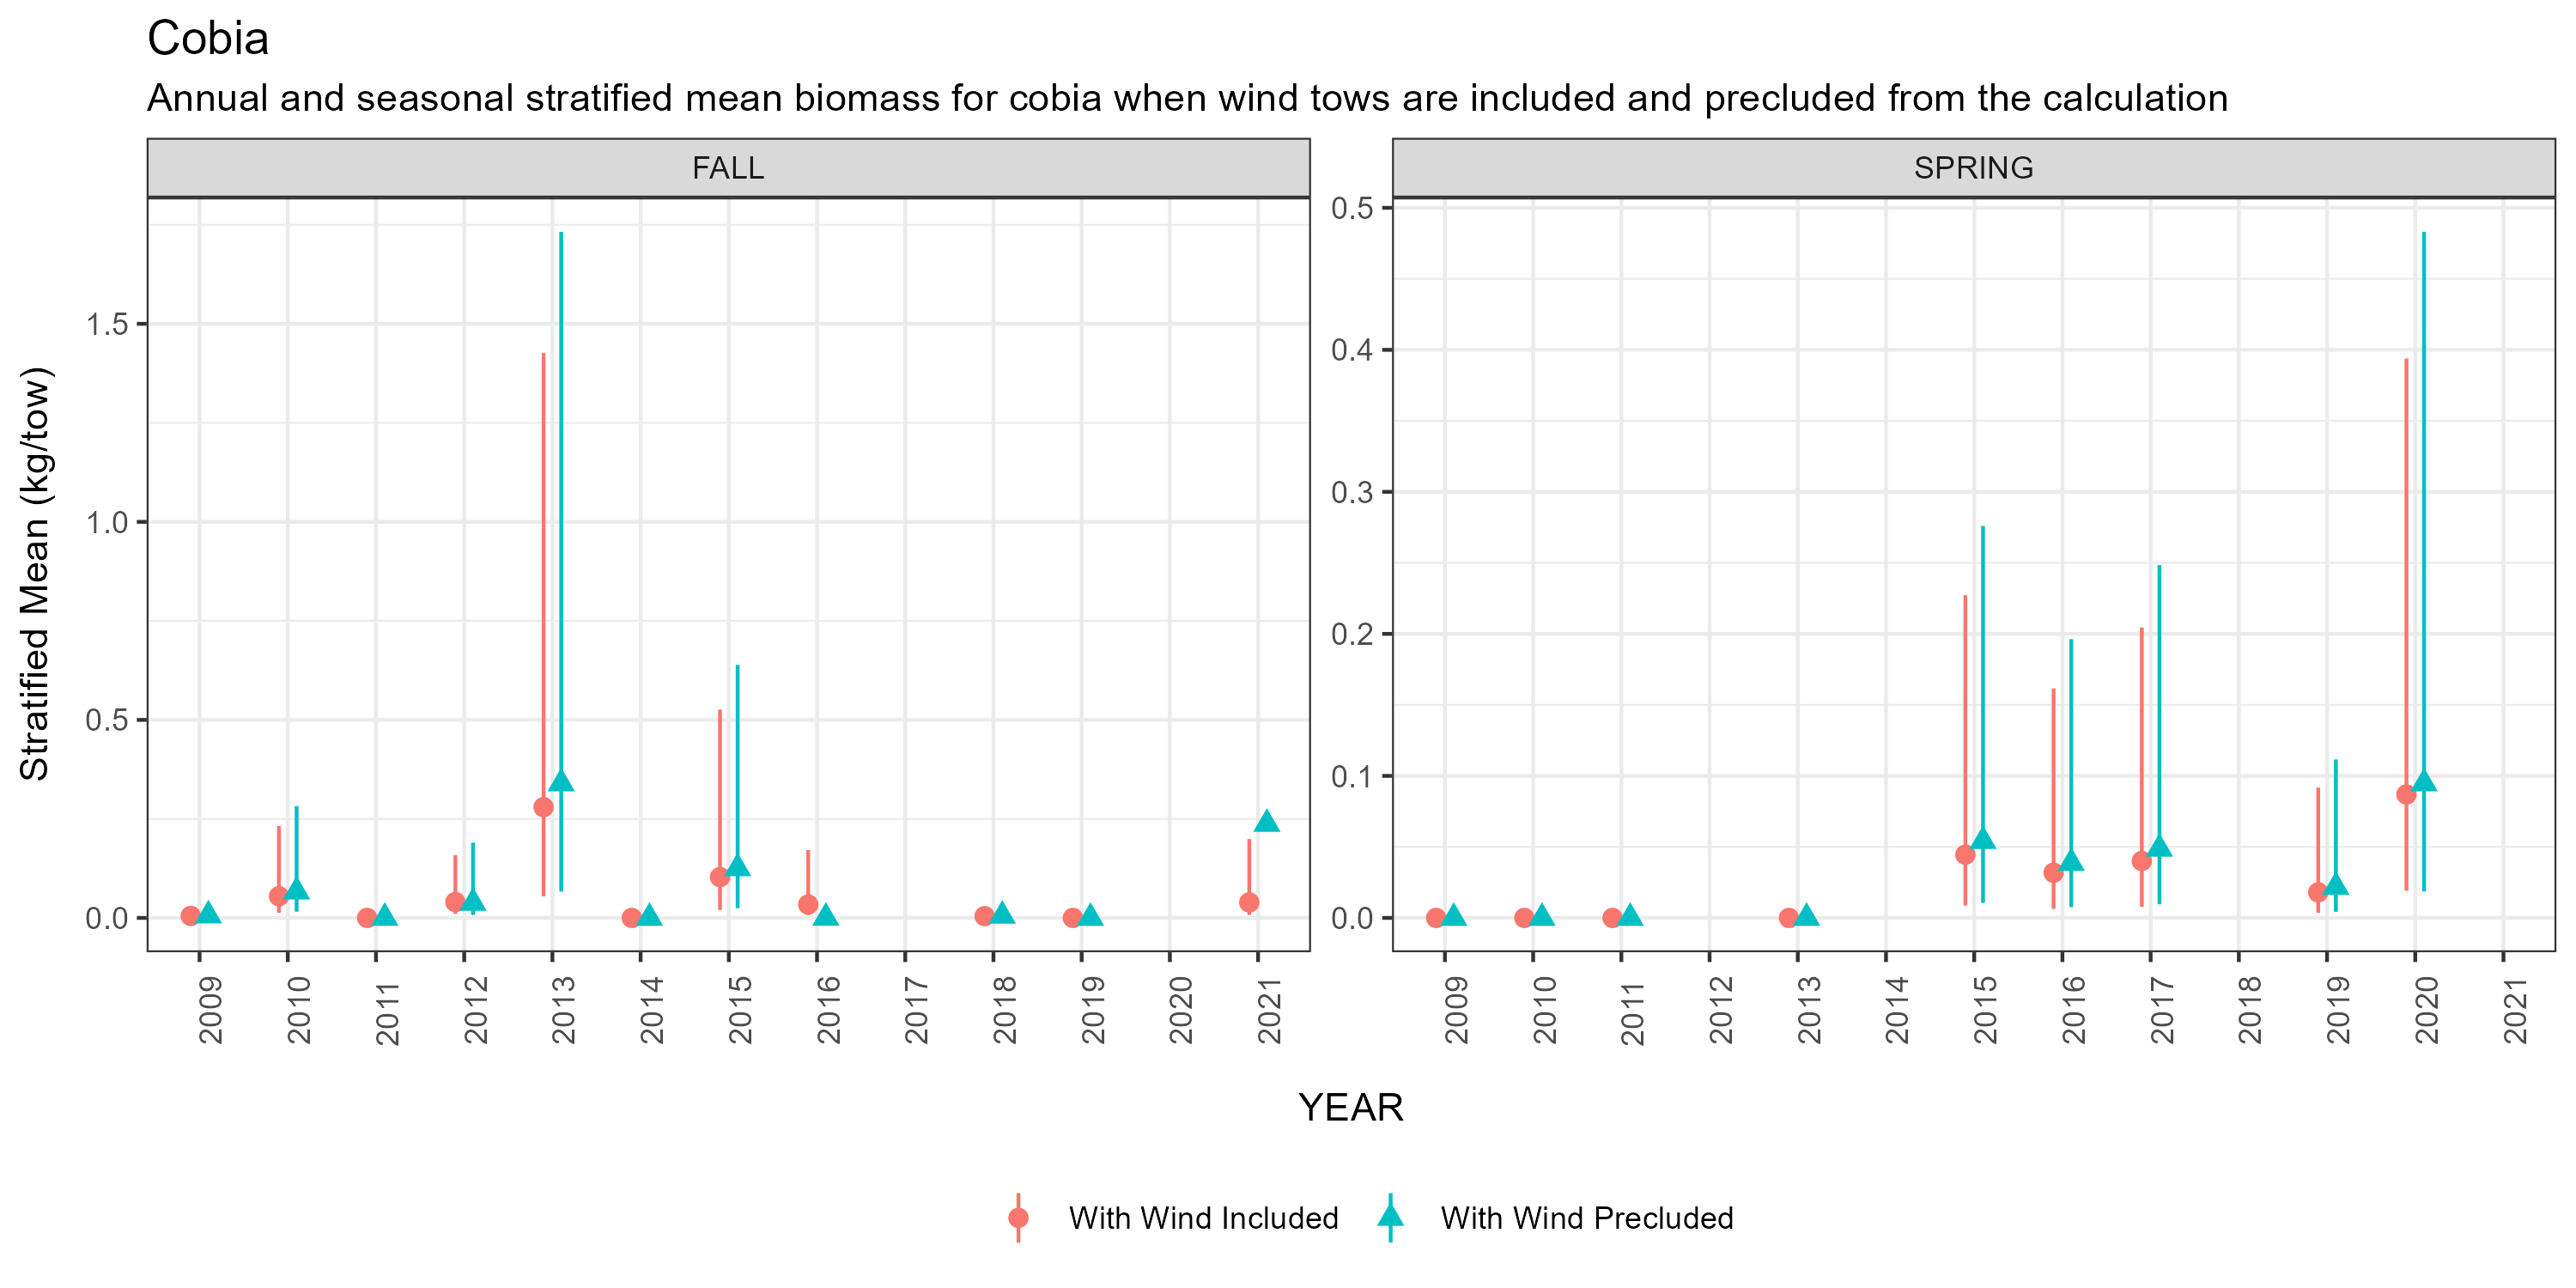 Cobia
Annual and seasonal stratified mean biomass for cobia when wind tows are included and precluded from the calculation
FALL
SPRING
Stratified Mean (kg/tow)
1.5
1.0
0.5
0.0
0.5
0.4
0.3
0.2
0.1
0.0
2009 2010 2011 2012 2013 2014 2015 2016 2017 2018 2019 2020 2021
2009 2010 2011 2012 2013 2014 2015 2016 2017 2018 2019 2020 2021
YEAR
With Wind Included With Wind Precluded